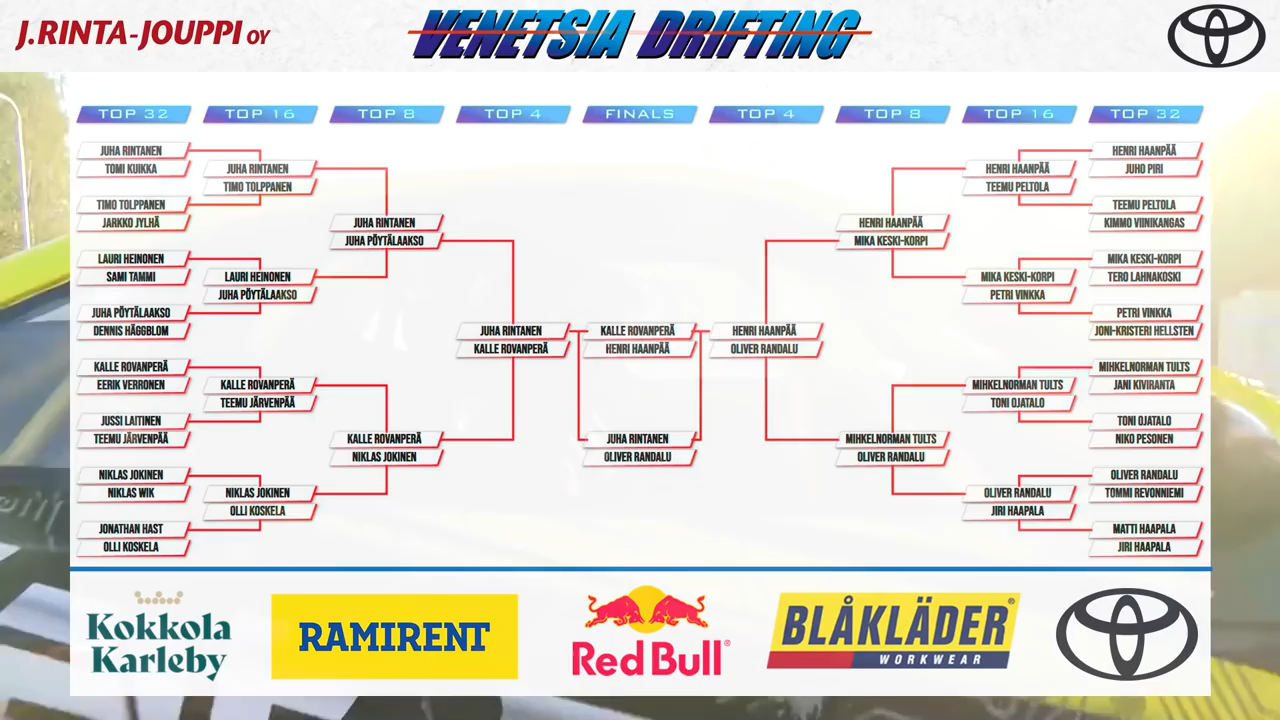 J.RINTA-JOUPPI OY
VENETSIA DRIFTING
TOP 32
TOP 16
TOP 8
TOP 4
FINALS
TOP 4
TOP 8
TOP 16
TOP 32
JUHA RINTANEN
TOMI KUIKKA
TIMO TOLPPANEN
JARKKO JYLHÄ
LAURI HEINONEN
SAMI TAMMI
JUHA PÖYTÄLAAKSO
DENNIS HÄGGBLOM
KALLE ROVANPERÄ
EERIK VERRONEN
JUSSI LAITINEN
TEEMU JÄRVENPÄÄ
NIKLAS JOKINEN
NIKLAS WIK
JONATHAN HAST
OLLI KOSKELA
JUHA RINTANEN
TIMO TOLPPANEN
LAURI HEINONEN
JUHA PÖYTÄLAAKSO
KALLE ROVANPERÄ
TEEMU JÄRVENPÄÄ
NIKLAS JOKINEN
OLLI KOSKELA
JUHA RINTANEN
JUHA PÖYTÄLAAKSO
KALLE ROVANPERÄ
NIKLAS JOKINEN
JUHA RINTANEN
KALLE ROVANPERÄ
KALLE ROVANPERÄ
HENRI HAANPÄÄ
JUHA RINTANEN
OLIVER RANDALU
HENRI HAANPÄÄ
OLIVER RANDALU
HENRI HAANPÄÄ
MIKA KESKI-KORPI
MIHKELNORMAN TULTS
OLIVER RANDALU
HENRI HAANPÄÄ
TEEMU PELTOLA
MIKA KESKI-KORPI
PETRI VINKKA
MIHKELNORMAN TULTS
TONI OJATALO
OLIVER RANDALU
JIRI HAAPALA
HENRI HAANPÄÄ
JUHO PIRI
TEEMU PELTOLA
KIMMO VIINIKANGAS
MIKA KESKI-KORPI
TERO LAHNAKOSKI
PETRI VINKKA
JONI-KRISTERI HELLSTEN
MIHKELNORMAN TULTS
JANI KIVIRANTA
TONI OJATALO
NIKO PESONEN
OLIVER RANDALU
TOMMI REVONNIEMI
MATTI HAAPALA
JIRI HAAPALA
Kokkola
Karleby
RAMIRENT
Red Bull®
BLÅKLÄDER®
WORKWEAR